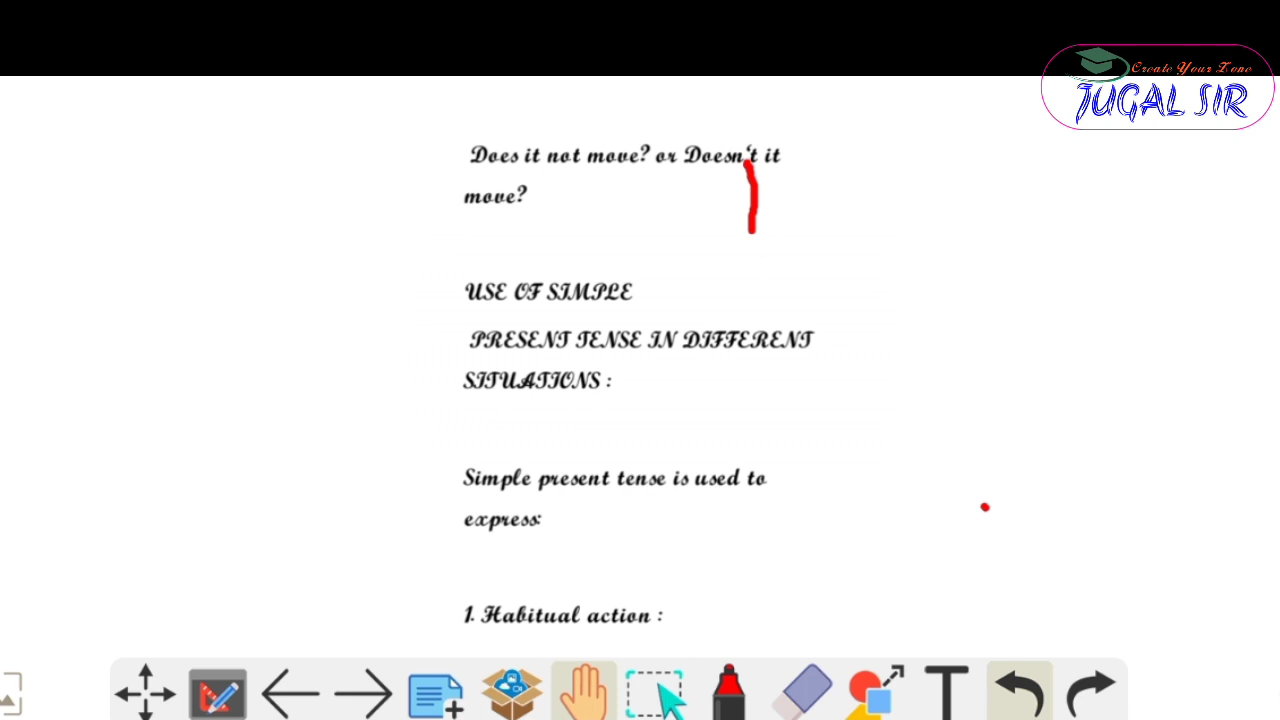 Create Your Zone
JUGAL SIR
Does it not move? or Doesn't it
move?
USE OF SIMPLE
PRESENT TENSE IN DIFFERENT
SITUATIONS :
Simple present tense is used to
express:
1. Habitual action :